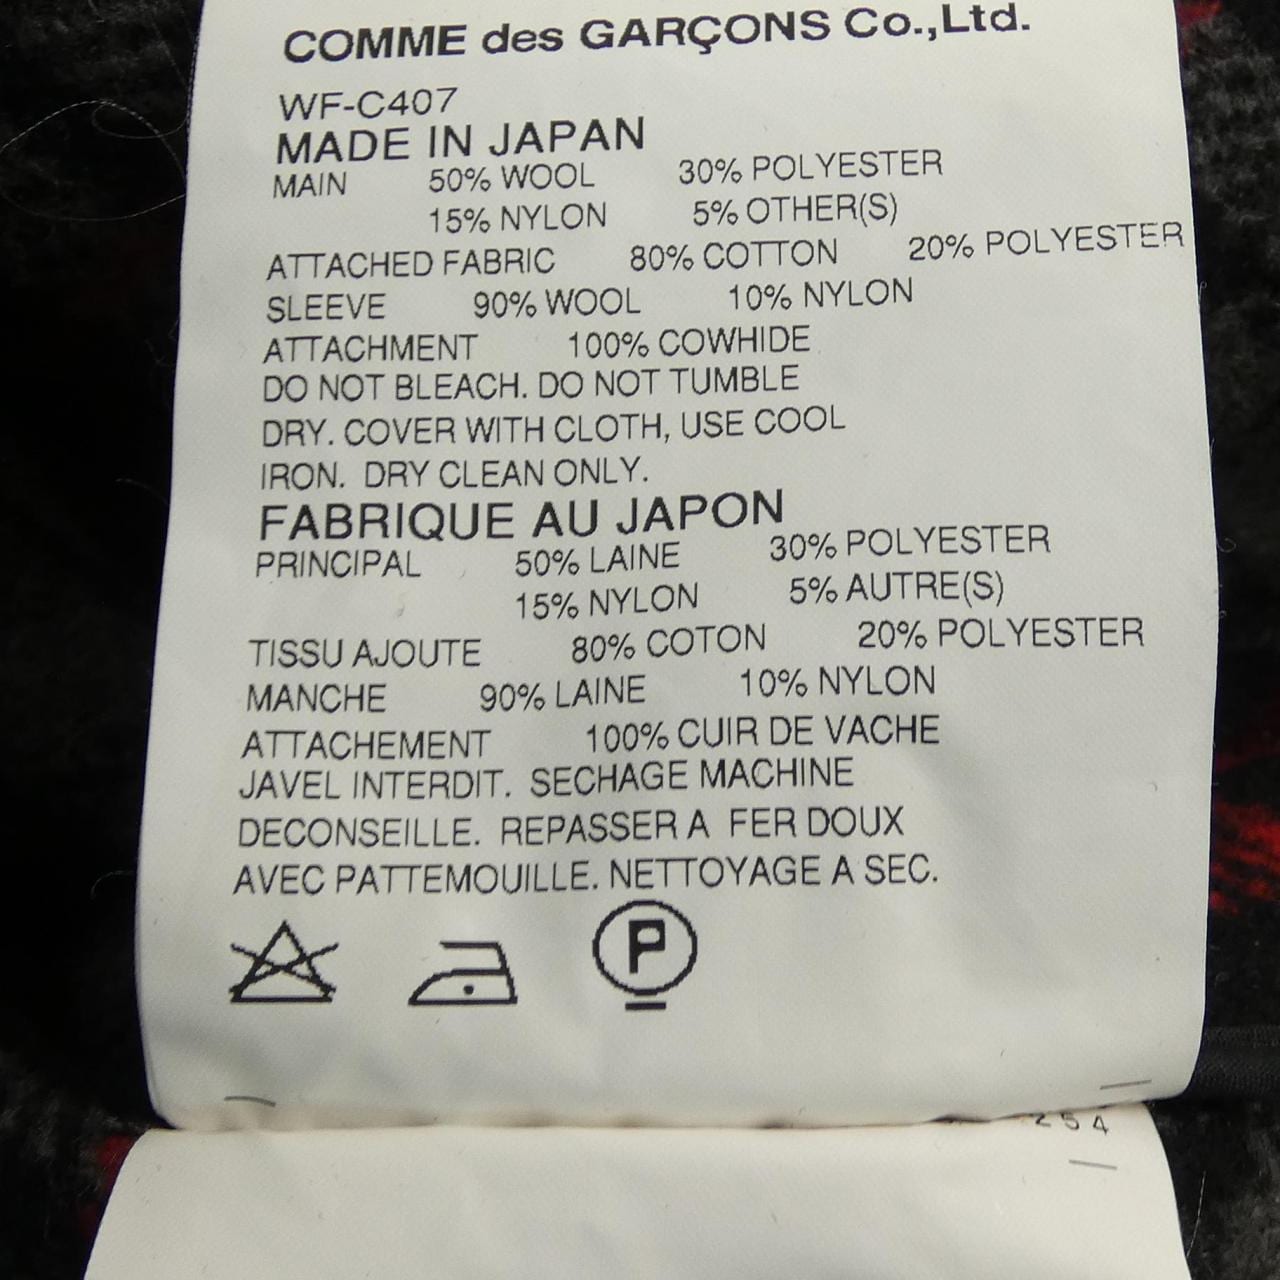 COMME des GARÇONS Co.,Ltd.
WF-C407
MADE IN JAPAN
MAIN 50% WOOL 30% POLYESTER
15% NYLON 5% OTHER(S)
ATTACHED FABRIC 80% COTTON 20% POLYESTER
SLEEVE 90% WOOL 10% NYLON
ATTACHMENT 100% COWHIDE
DO NOT BLEACH. DO NOT TUMBLE
DRY. COVER WITH CLOTH, USE COOL
IRON. DRY CLEAN ONLY.
FABRIQUE AU JAPON
PRINCIPAL 50% LAINE 30% POLYESTER
15% NYLON 5% AUTRE(S)
TISSU AJOUTE 80% COTON 20% POLYESTER
MANCHE 90% LAINE 10% NYLON
ATTACHEMENT 100% CUIR DE VACHE
JAVEL INTERDIT. SECHAGE MACHINE
DECONSEILLE. REPASSER A FER DOUX
AVEC PATTEMOUILLE. NETTOYAGE A SEC.
P
254